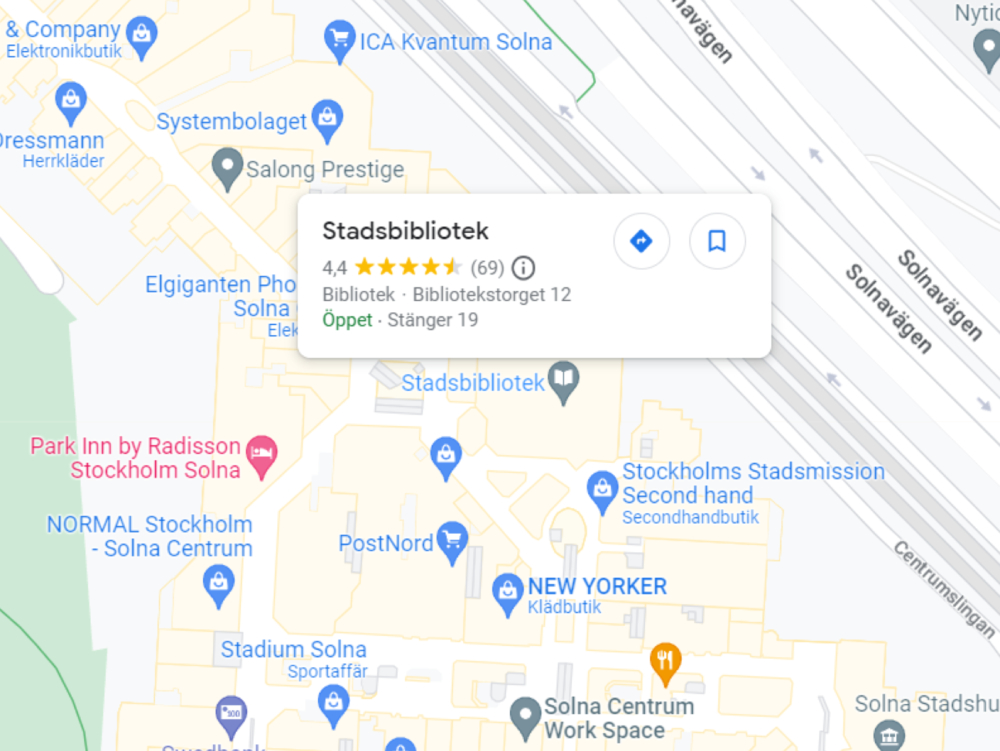 & Company
Elektronikbutik
ICA Kvantum Solna
Solnavägen
Dressmann
Herrkläder
Systembolaget
Salong Prestige
Stadsbibliotek
4,4 (69)
Bibliotek · Bibliotekstorget 12
Öppet · Stänger 19
Elgiganten Pho
Solna
Elek
Solnavägen
Solnavägen
Stadsbibliotek
Park Inn by Radisson
Stockholm Solna
Stockholms Stadsmission
Second hand
Secondhandbutik
NORMAL Stockholm
- Solna Centrum
PostNord
Centrumslingan
NEW YORKER
Klädbutik
Stadium Solna
Sportaffär
Solna Centrum
Work Space
Solna Stadshu
Swedbank